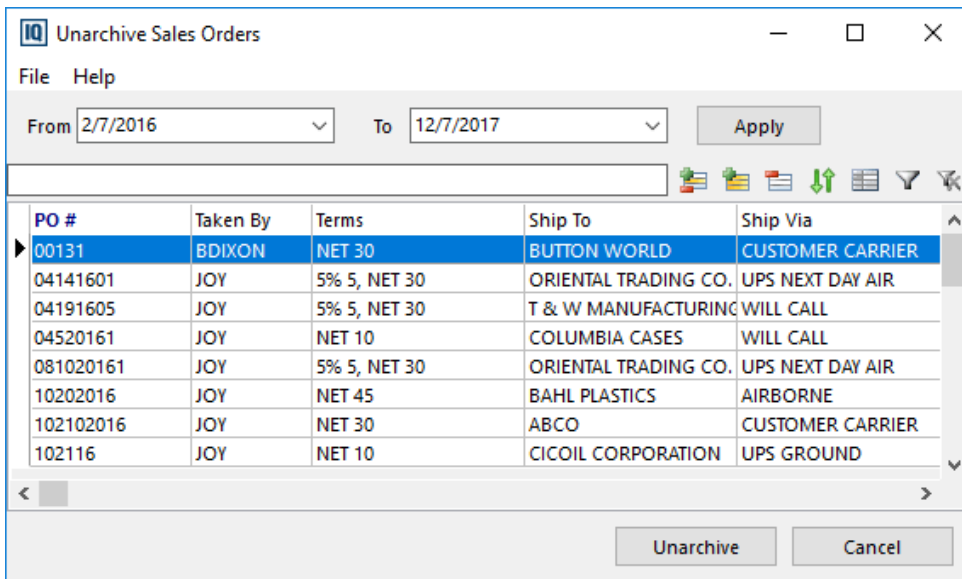 IQ Unarchive Sales Orders
File Help
From 2/7/2016 To 12/7/2017 Apply
PO # Taken By Terms Ship To Ship Via
00131 BDIXON NET 30 BUTTON WORLD CUSTOMER CARRIER
04141601 JOY 5% 5, NET 30 ORIENTAL TRADING CO. UPS NEXT DAY AIR
04191605 JOY 5% 5, NET 30 T & W MANUFACTURING WILL CALL
04520161 JOY NET 10 COLUMBIA CASES WILL CALL
081020161 JOY 5% 5, NET 30 ORIENTAL TRADING CO. UPS NEXT DAY AIR
10202016 JOY NET 45 BAHL PLASTICS AIRBORNE
102102016 JOY NET 30 ABCO CUSTOMER CARRIER
102116 JOY NET 10 CICOIL CORPORATION UPS GROUND
Unarchive Cancel